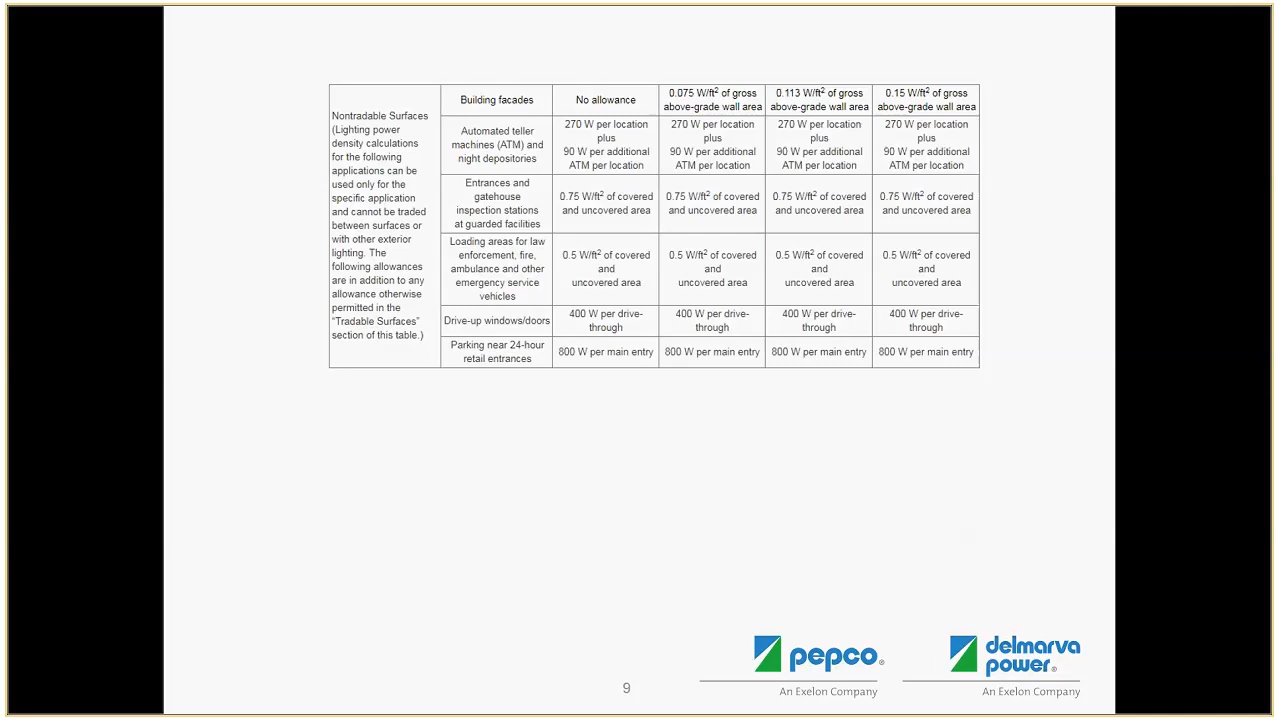 Nontradable Surfaces
(Lighting power
density calculations
for the following
applications can be
used only for the
specific application
and cannot be traded
between surfaces or
with other exterior
lighting. The
following allowances
are in addition to any
allowance otherwise
permitted in the
“Tradable Surfaces”
section of this table.)
Building facades
No allowance
0.075 W/ft² of gross
above-grade wall area
0.113 W/ft² of gross
above-grade wall area
0.15 W/ft² of gross
above-grade wall area
Automated teller
machines (ATM) and
night depositories
270 W per location
plus
90 W per additional
ATM per location
270 W per location
plus
90 W per additional
ATM per location
270 W per location
plus
90 W per additional
ATM per location
270 W per location
plus
90 W per additional
ATM per location
Entrances and
gatehouse
inspection stations
at guarded facilities
0.75 W/ft² of covered
and uncovered area
0.75 W/ft² of covered
and uncovered area
0.75 W/ft² of covered
and uncovered area
0.75 W/ft² of covered
and uncovered area
Loading areas for law
enforcement, fire,
ambulance and other
emergency service
vehicles
0.5 W/ft² of covered
and
uncovered area
0.5 W/ft² of covered
and
uncovered area
0.5 W/ft² of covered
and
uncovered area
0.5 W/ft² of covered
and
uncovered area
Drive-up windows/doors
400 W per drive-
through
400 W per drive-
through
400 W per drive-
through
400 W per drive-
through
Parking near 24-hour
retail entrances
800 W per main entry
800 W per main entry
800 W per main entry
800 W per main entry
pepco®
An Exelon Company
delmarva
power®
An Exelon Company
9